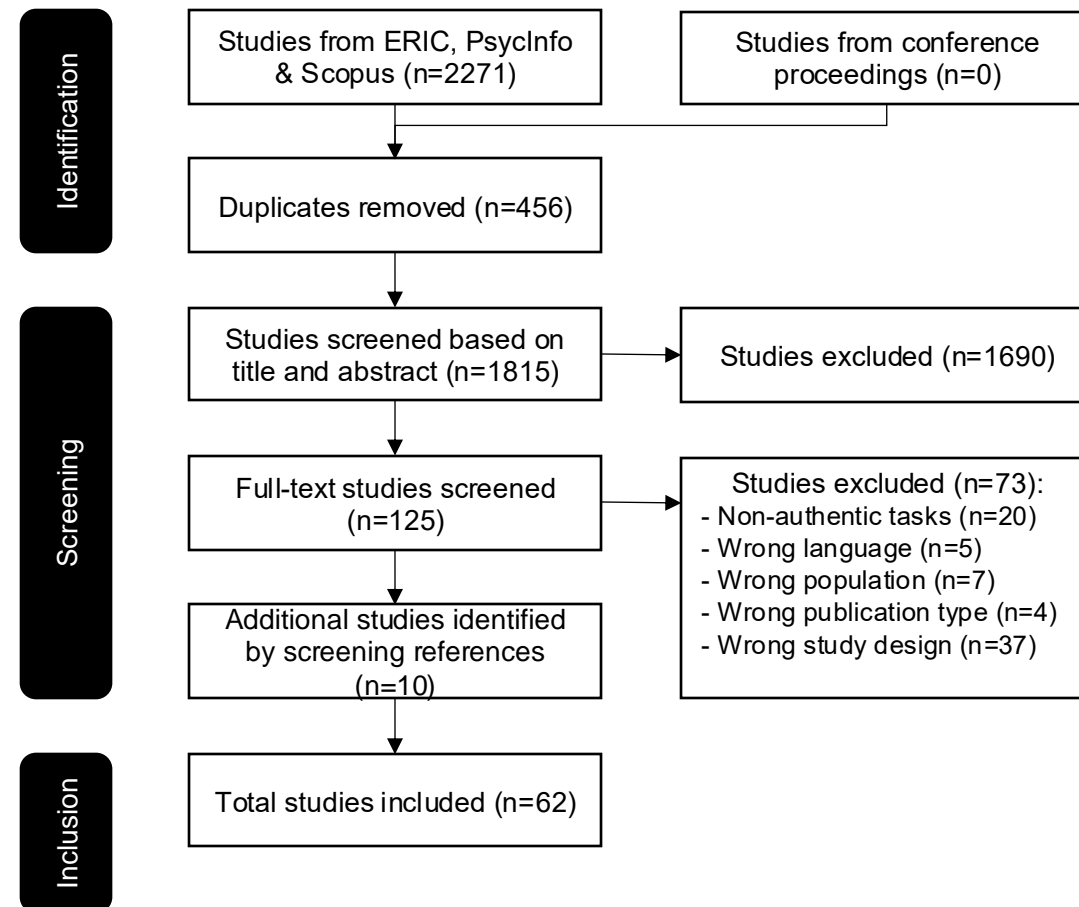 Identification
Studies from ERIC, PsycInfo
& Scopus (n=2271)
Studies from conference
proceedings (n=0)
Duplicates removed (n=456)
Screening
Studies screened based on
title and abstract (n=1815)
Studies excluded (n=1690)
Full-text studies screened
(n=125)
Studies excluded (n=73):
- Non-authentic tasks (n=20)
- Wrong language (n=5)
- Wrong population (n=7)
- Wrong publication type (n=4)
- Wrong study design (n=37)
Additional studies identified
by screening references
(n=10)
Inclusion
Total studies included (n=62)